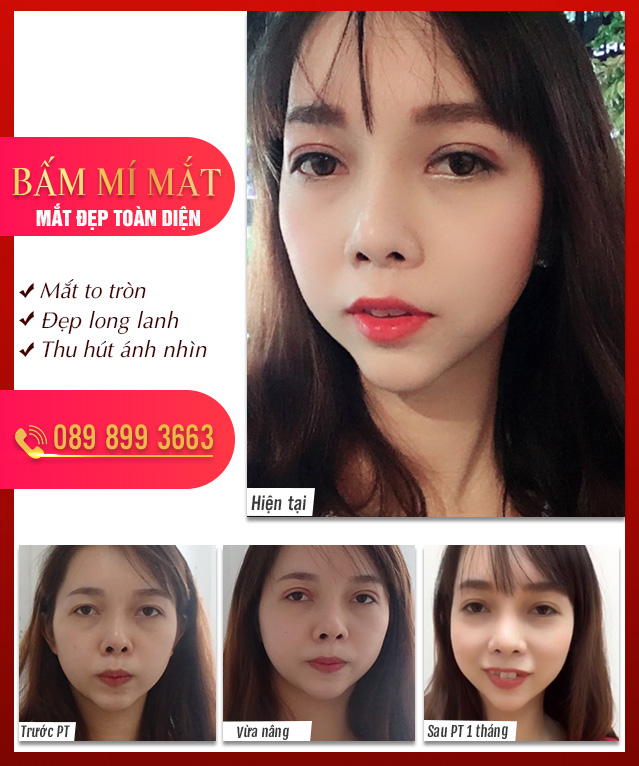 BẤM MÍ MẮT
MẮT ĐẸP TOÀN DIỆN
Mắt to tròn
Đẹp long lanh
Thu hút ánh nhìn
089 899 3663
Hiện tại
Trước PT
Vừa nâng
Sau PT 1 tháng